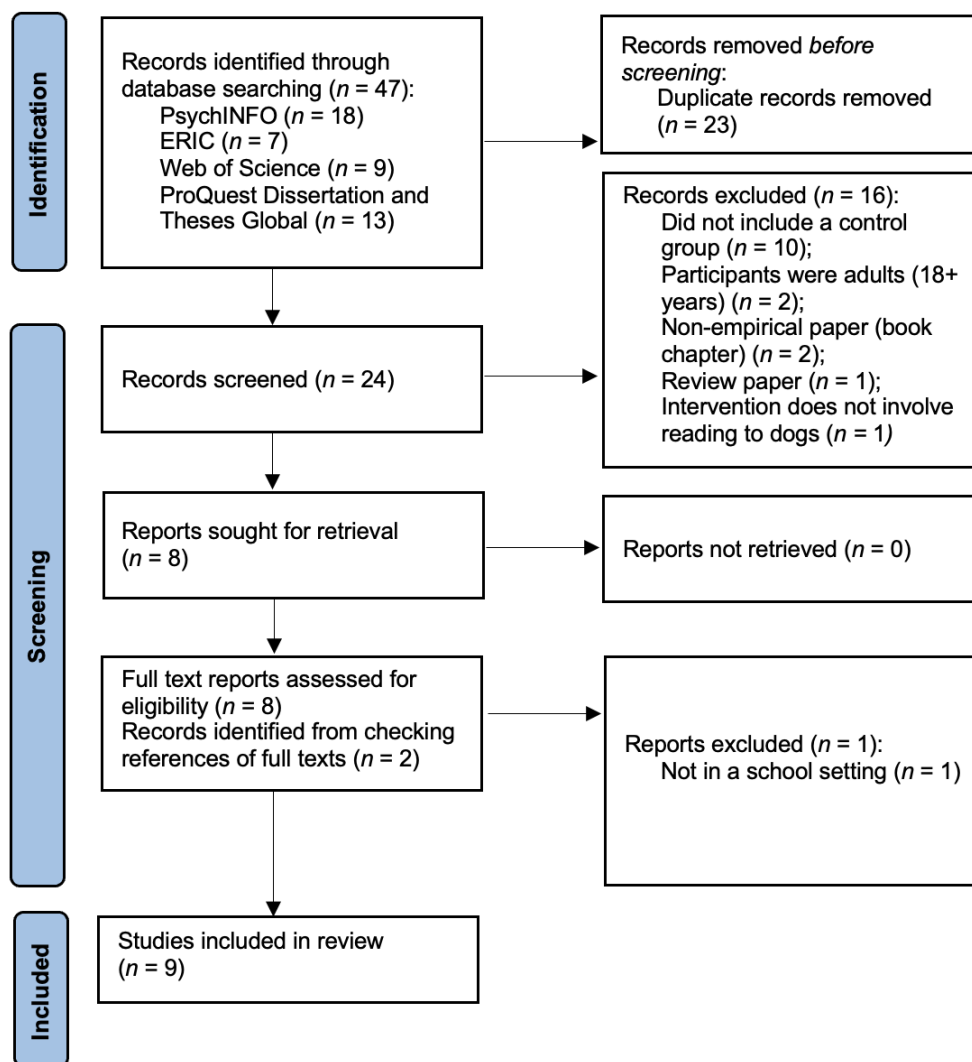 Identification
Records identified through
database searching (n = 47):
PsychINFO (n = 18)
ERIC (n = 7)
Web of Science (n = 9)
ProQuest Dissertation and
Theses Global (n = 13)
Records removed before
screening:
Duplicate records removed
(n = 23)
Screening
Records screened (n = 24)
Records excluded (n = 16):
Did not include a control
group (n = 10);
Participants were adults (18+
years) (n = 2);
Non-empirical paper (book
chapter) (n = 2);
Review paper (n = 1);
Intervention does not involve
reading to dogs (n = 1)
Reports sought for retrieval
(n = 8)
Reports not retrieved (n = 0)
Full text reports assessed for
eligibility (n = 8)
Records identified from checking
references of full texts (n = 2)
Reports excluded (n = 1):
Not in a school setting (n = 1)
Included
Studies included in review
(n = 9)